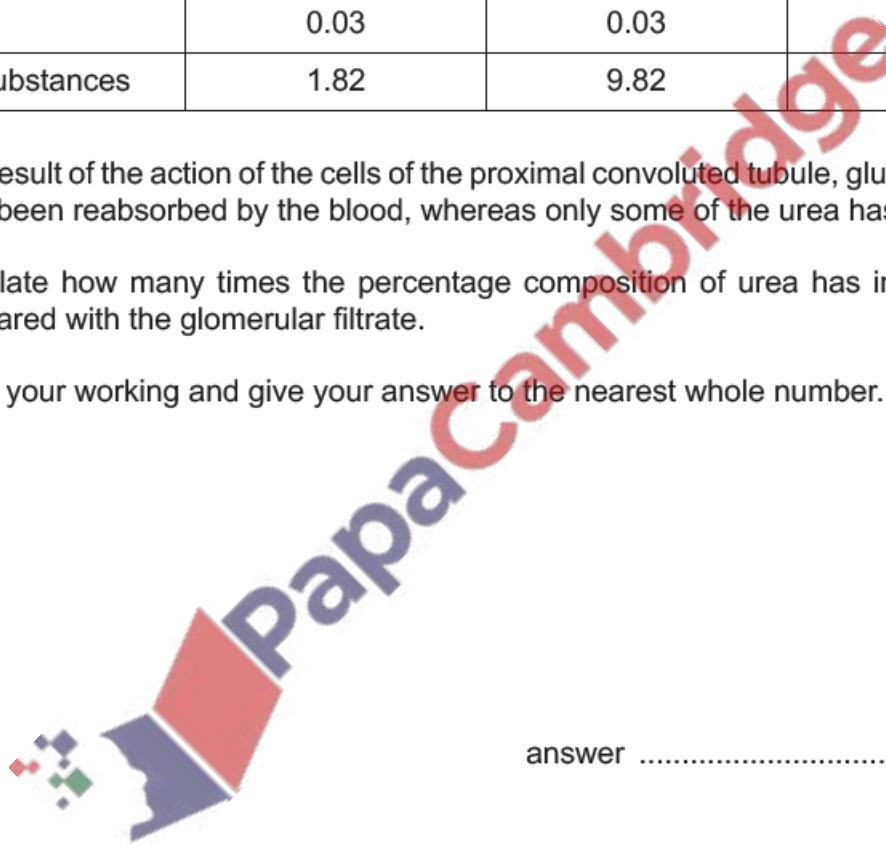 0.03 0.03
ubstances 1.82 9.82
esult of the action of the cells of the proximal convoluted tubule, glu
been reabsorbed by the blood, whereas only some of the urea has
late how many times the percentage composition of urea has in
ared with the glomerular filtrate.
your working and give your answer to the nearest whole number.
PapaCambridge
answer ............................